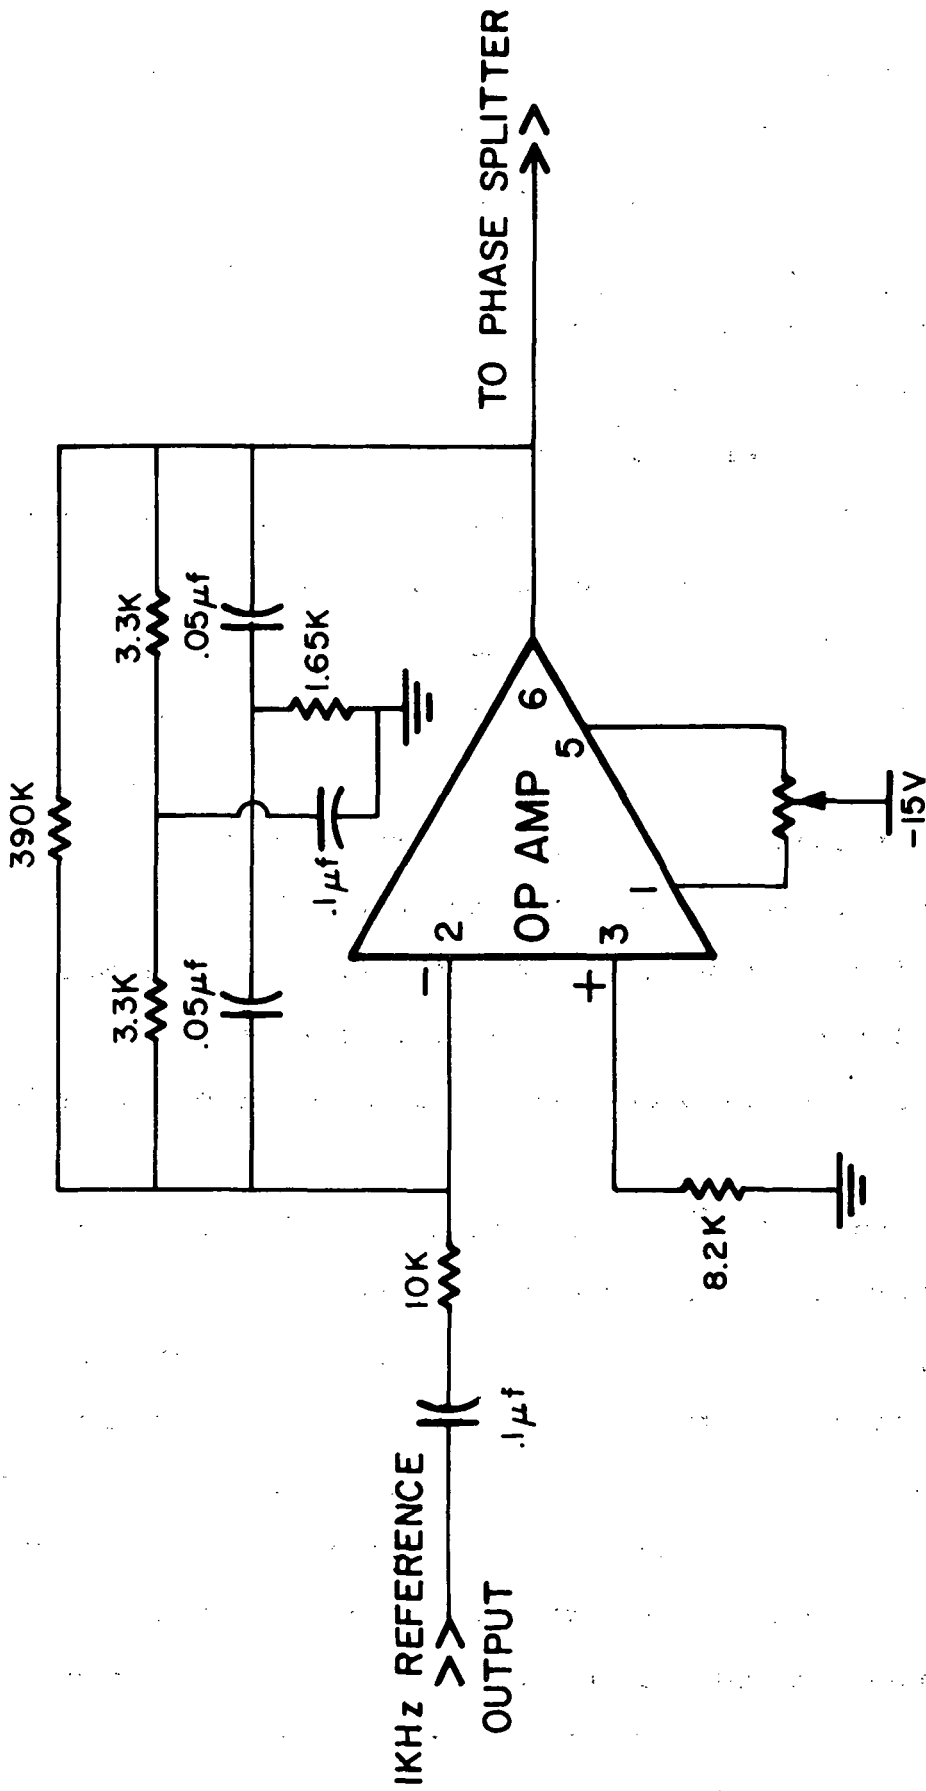 390K
3.3K
3.3K
.05µf
.05µf
1.65K
.1µf
10K
.1µf
1KHz REFERENCE
OUTPUT
-
2
+
3
OP AMP
6
5
1
TO PHASE SPLITTER
8.2K
-15V